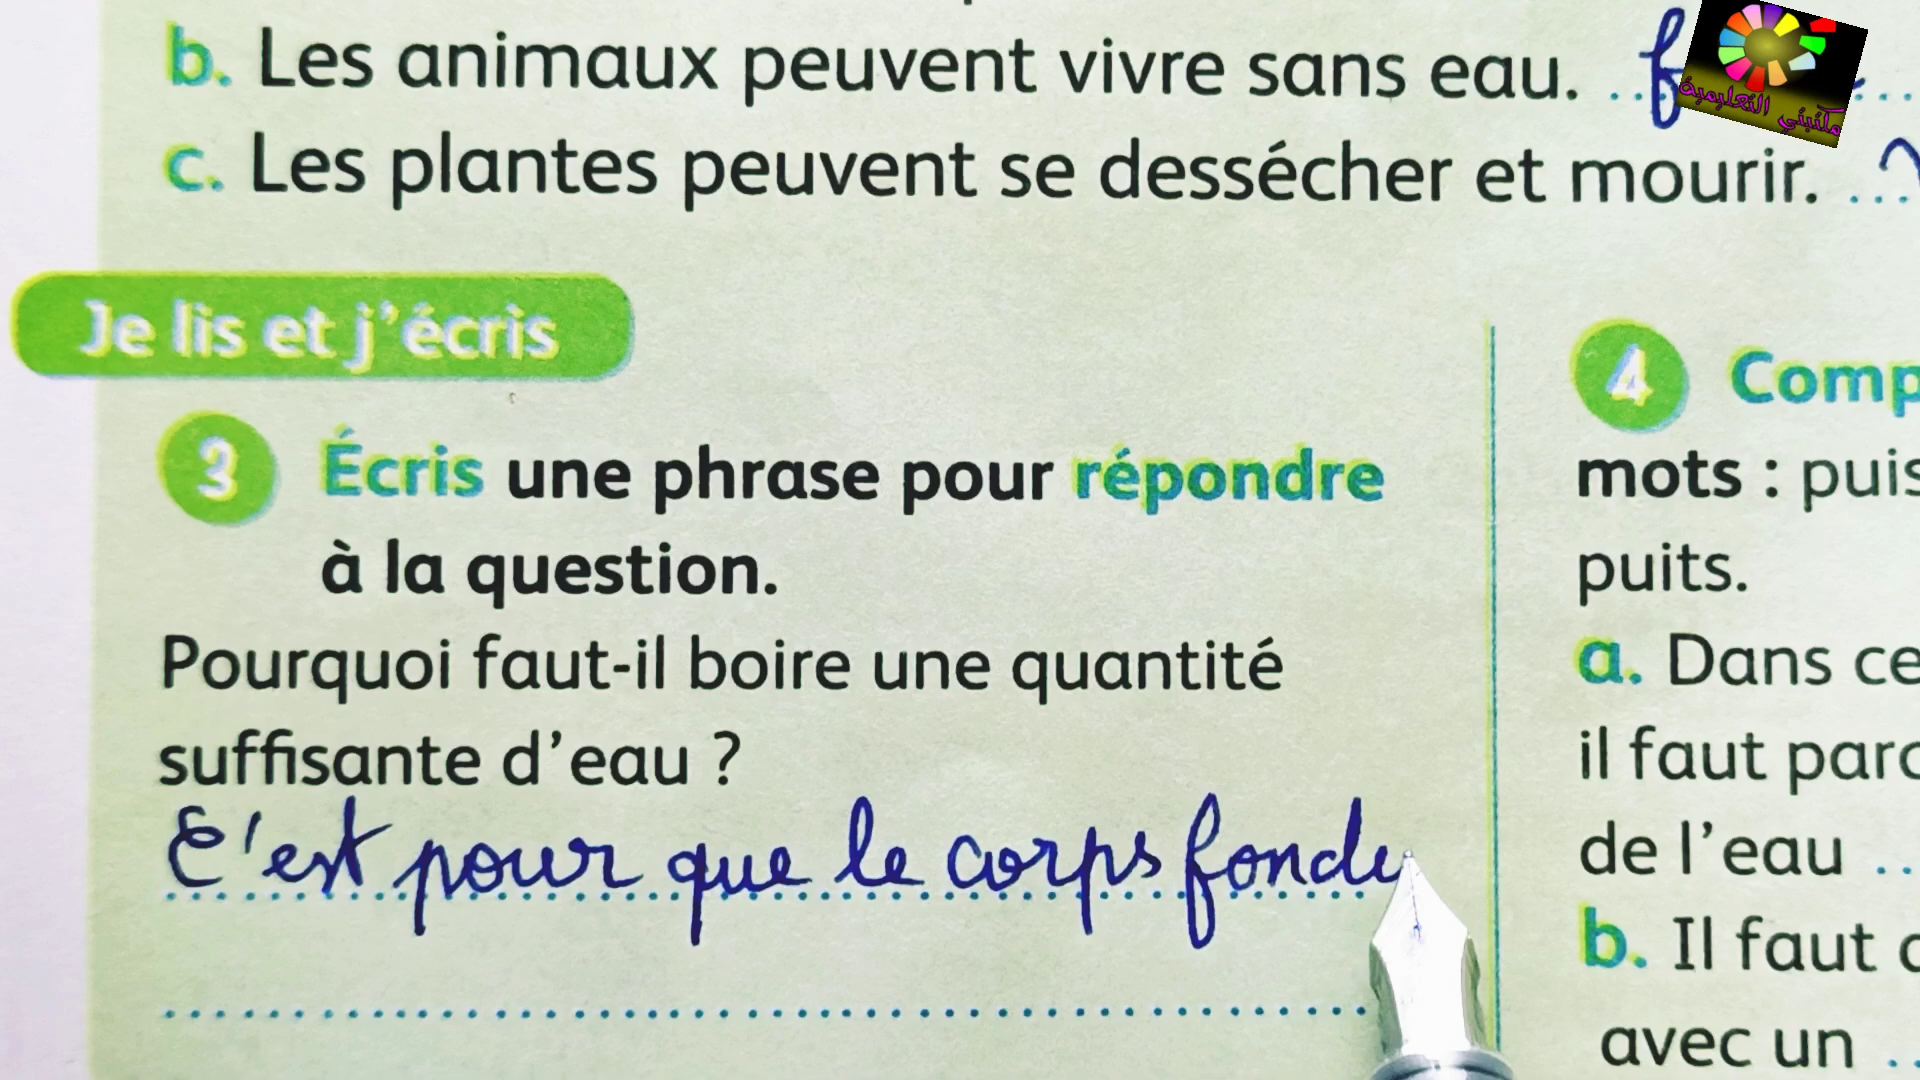 b. Les animaux peuvent vivre sans eau.
c. Les plantes peuvent se dessécher et mourir.
مكتبتي التعليمية
Je lis et j'écris
3 Écris une phrase pour répondre
à la question.
Pourquoi faut-il boire une quantité
suffisante d'eau ?
C'est pour que le corps
4 Comp
mots : puis
puits.
a. Dans ce
il faut parc
de l'eau
b. Il faut
avec un